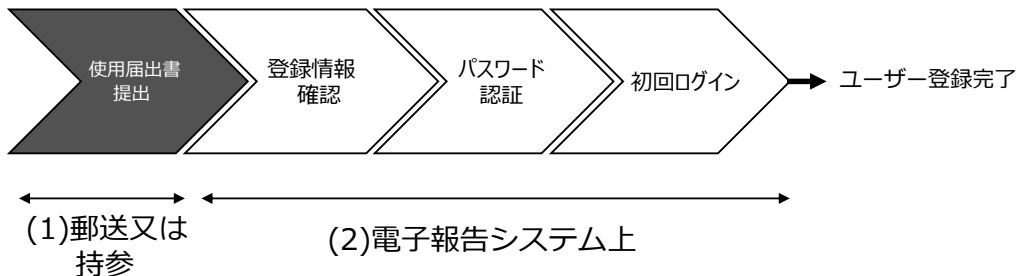 使用届出書
提出
登録情報
確認
パスワード
認証
初回ログイン
ユーザー登録完了
(1)郵送又は
持参
(2)電子報告システム上